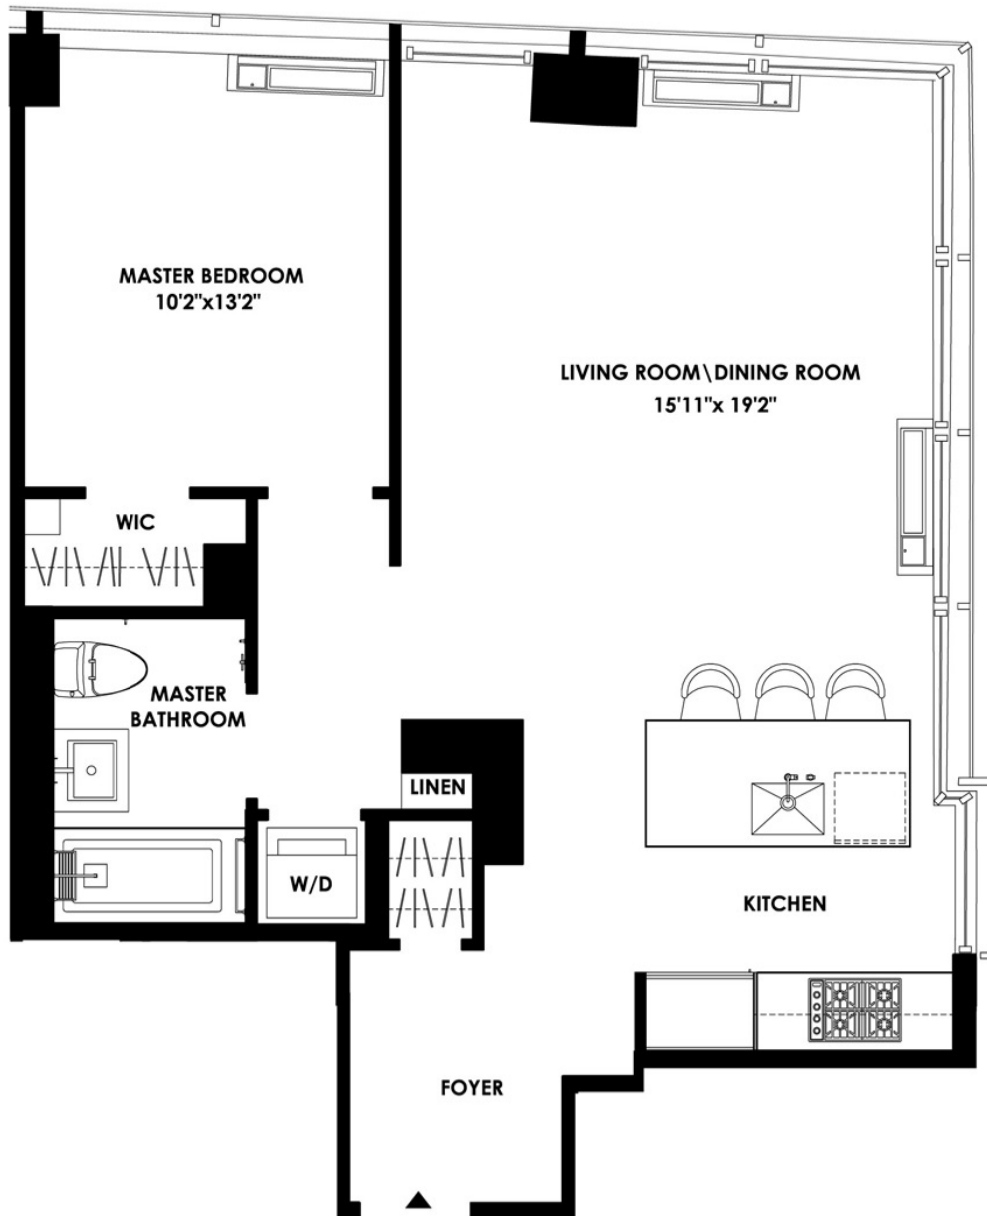 MASTER BEDROOM
10'2"x13'2"
LIVING ROOM\DINING ROOM
15'11"x 19'2"
WIC
MASTER
BATHROOM
LINEN
W/D
KITCHEN
FOYER